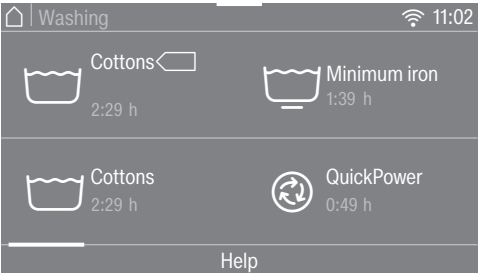 Washing 11:02
Cottons
2:29 h
Minimum iron
1:39 h
Cottons
2:29 h
QuickPower
0:49 h
Help